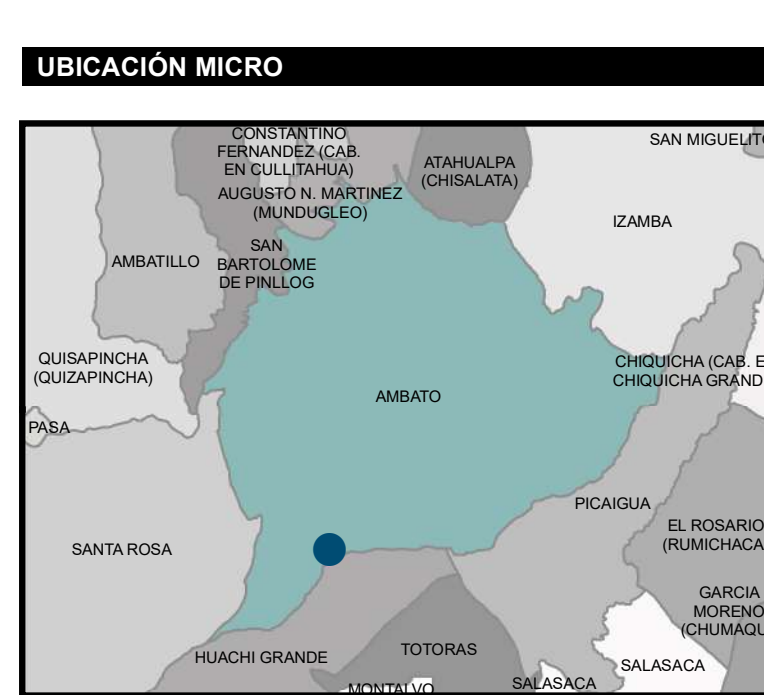 UBICACIÓN MICRO
CONSTANTINO
FERNANDEZ (CAB.
EN CULLITAHUA)
SAN MIGUELITO
ATAHUALPA
(CHISALATA)
AUGUSTO N. MARTINEZ
(MUNDUGLEO)
IZAMBA
AMBATILLO
SAN
BARTOLOME
DE PINLLOG
QUISAPINCHA
(QUIZAPINCHA)
CHIQUICHA (CAB. E
CHIQUICHA GRAND
AMBATO
PASA
PICAIGUA
EL ROSARIO
(RUMICHACA
SANTA ROSA
GARCIA
MORENO
(CHUMAQU
HUACHI GRANDE
TOTORAS
SALASACA
SALASACA
MONTALVO